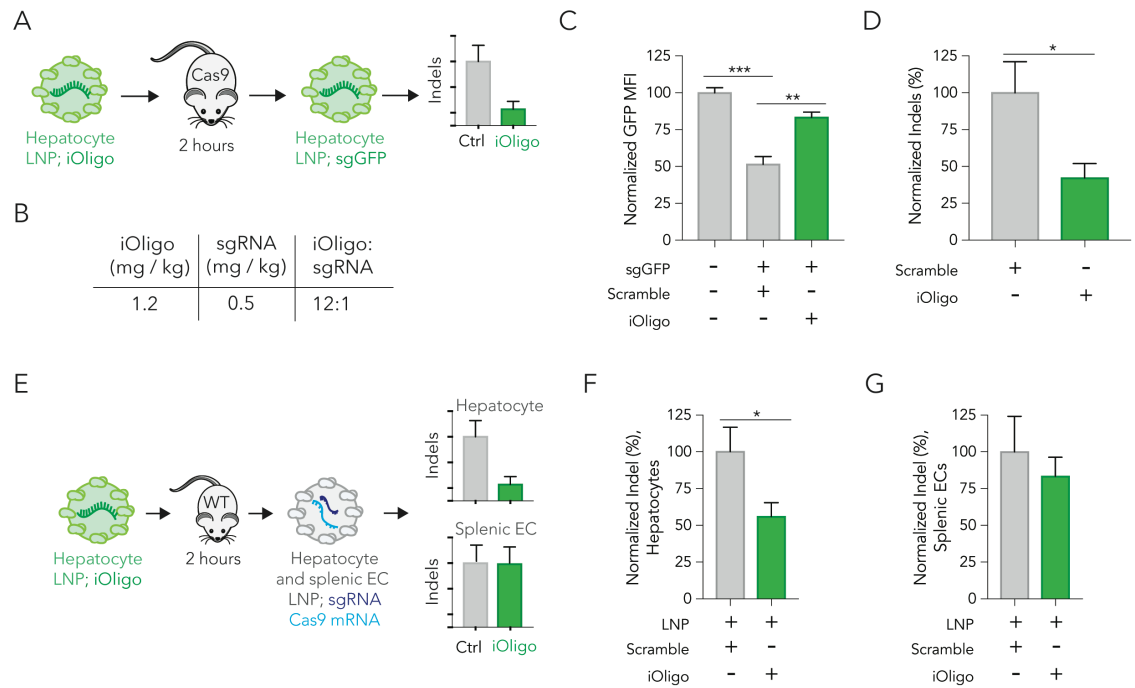 A
Cas9
Hepatocyte
LNP; iOligo
2 hours
Hepatocyte
LNP; sgGFP
Indels
Ctrl iOligo
B
iOligo
(mg / kg)
sgRNA
(mg / kg)
iOligo:
sgRNA
1.2 0.5 12:1
C
Normalized GFP MFI
125
100
75
50
25
0
***
**
sgGFP - + +
Scramble - + -
iOligo - - +
D
Normalized Indels (%)
125
100
75
50
25
0
*
Scramble + -
iOligo - +
E
WT
Hepatocyte
LNP; iOligo
2 hours
Hepatocyte
and splenic EC
LNP; sgRNA
Cas9 mRNA
Hepatocyte
Indels
Splenic EC
Indels
Ctrl iOligo
F
Normalized Indel (%),
Hepatocytes
125
100
75
50
25
0
*
LNP + +
Scramble + -
iOligo - +
G
Normalized Indel (%),
Splenic ECs
125
100
75
50
25
0
LNP + +
Scramble + -
iOligo - +